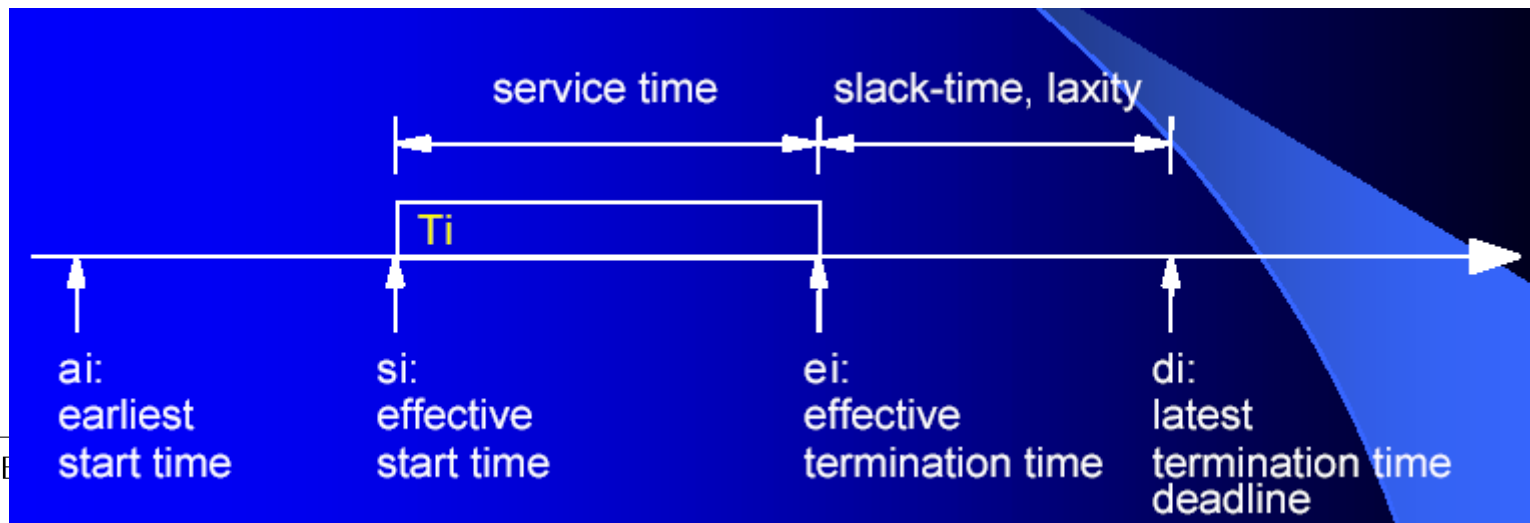 service time
slack-time, laxity
Ti
ai:
earliest
start time
si:
effective
start time
ei:
effective
termination time
di:
latest
termination time
deadline